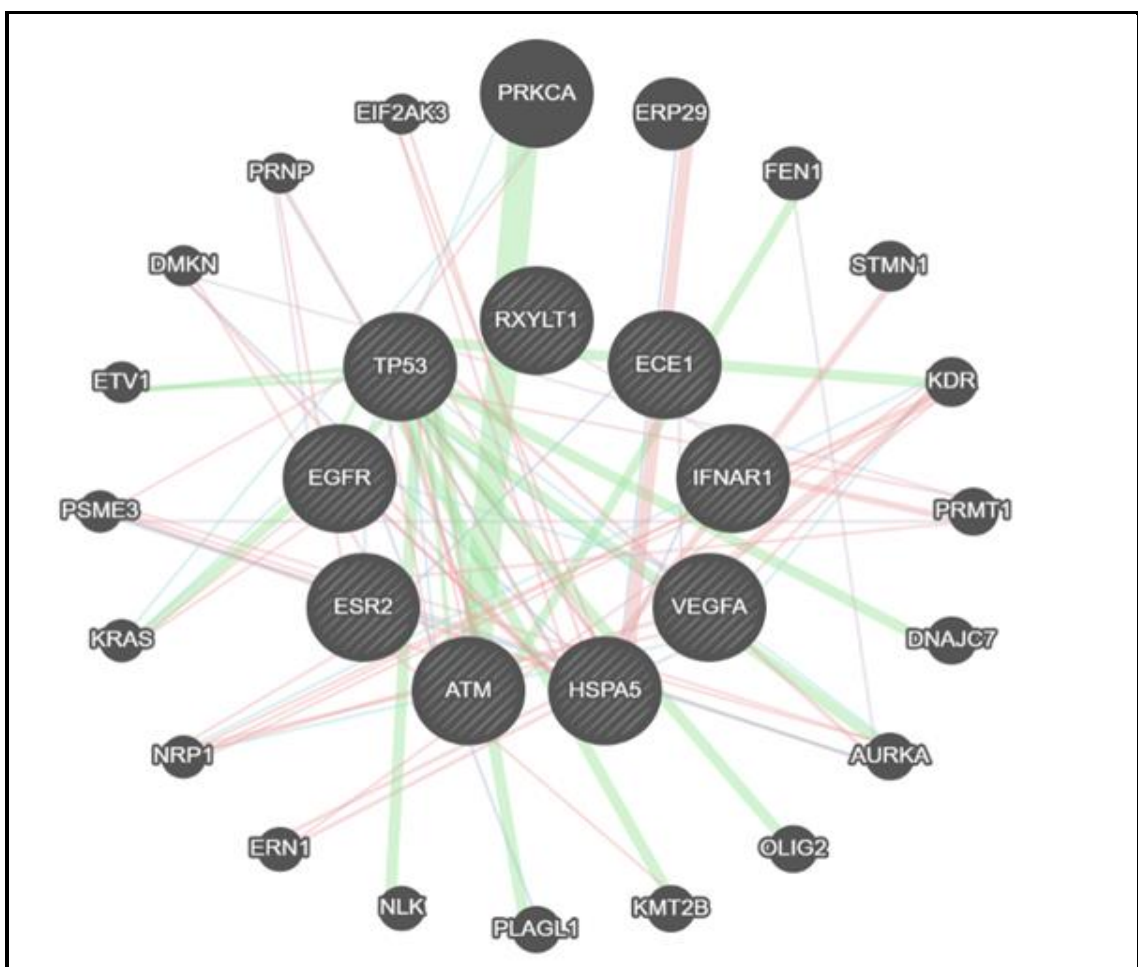 PRKCA
EIF2AK3
ERP29
PRNP
FEN1
DMKN
STMN1
RXYLT1
TP53
ECE1
ETV1
KDR
EGFR
IFNAR1
PSME3
PRMT1
ESR2
VEGFA
KRAS
DNAJC7
ATM
HSPA5
NRP1
AURKA
ERN1
OLIG2
NLK
KMT2B
PLAGL1